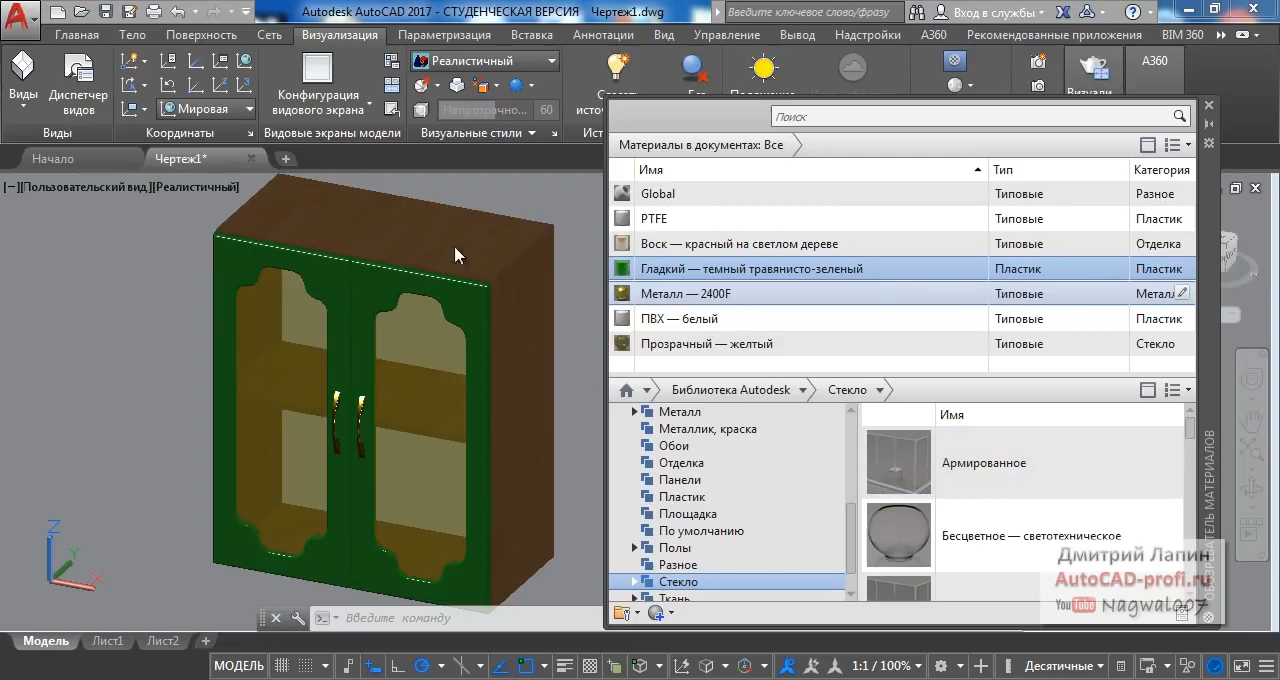 Autodesk AutoCAD 2017 - СТУДЕНЧЕСКАЯ ВЕРСИЯ Чертеж1.dwg
Введите ключевое слово/фразу
Вход в службы
Главная Тело Поверхность Сеть Визуализация Параметризация Вставка Аннотации Вид Управление Вывод Надстройки A360 Рекомендованные приложения BIM 360
Виды
Диспетчер видов
Мировая
Конфигурация видового экрана
Реалистичный
60
A360
Виды Координаты Видовые экраны модели Визуальные стили
Начало
Чертеж1*
[−][Пользовательский вид][Реалистичный]
Поиск
Материалы в документах: Все
Имя Тип Категория
Global Типовые Разное
PTFE Типовые Пластик
Воск — красный на светлом дереве Типовые Отделка
Гладкий — темный травянисто-зеленый Пластик Пластик
Металл — 2400F Типовые Металл
ПВХ — белый Типовые Пластик
Прозрачный — желтый Типовые Стекло
Библиотека Autodesk Стекло
Металл
Металлик, краска
Обои
Отделка
Панели
Пластик
Площадка
По умолчанию
Полы
Разное
Стекло
Ткань
Имя
Армированное
Бесцветное — светотехническое
ОБОЗРЕВАТЕЛЬ МАТЕРИАЛОВ
Дмитрий Лапин
AutoCAD-profi.ru
YouTube Nagwal007
Z
Y
X
Введите команду
Модель Лист1 Лист2
МОДЕЛЬ
1:1 / 100%
Десятичные